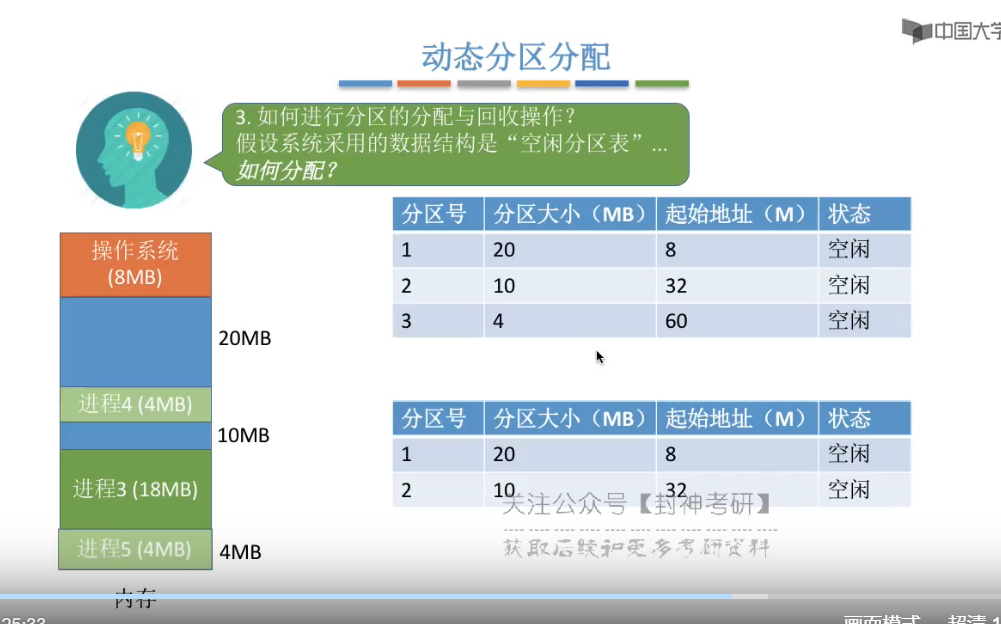 中国大学
动态分区分配
3. 如何进行分区的分配与回收操作？
假设系统采用的数据结构是“空闲分区表”...
如何分配？
操作系统
(8MB)
20MB
进程4 (4MB)
10MB
进程3 (18MB)
进程5 (4MB)
4MB
内存
分区号 分区大小（MB） 起始地址（M） 状态
1 20 8 空闲
2 10 32 空闲
3 4 60 空闲
分区号 分区大小（MB） 起始地址（M） 状态
1 20 8 空闲
2 10 32 空闲
关注公众号【封神考研】
获取后续和更多考研资料
25:33
画面模式 超清 1